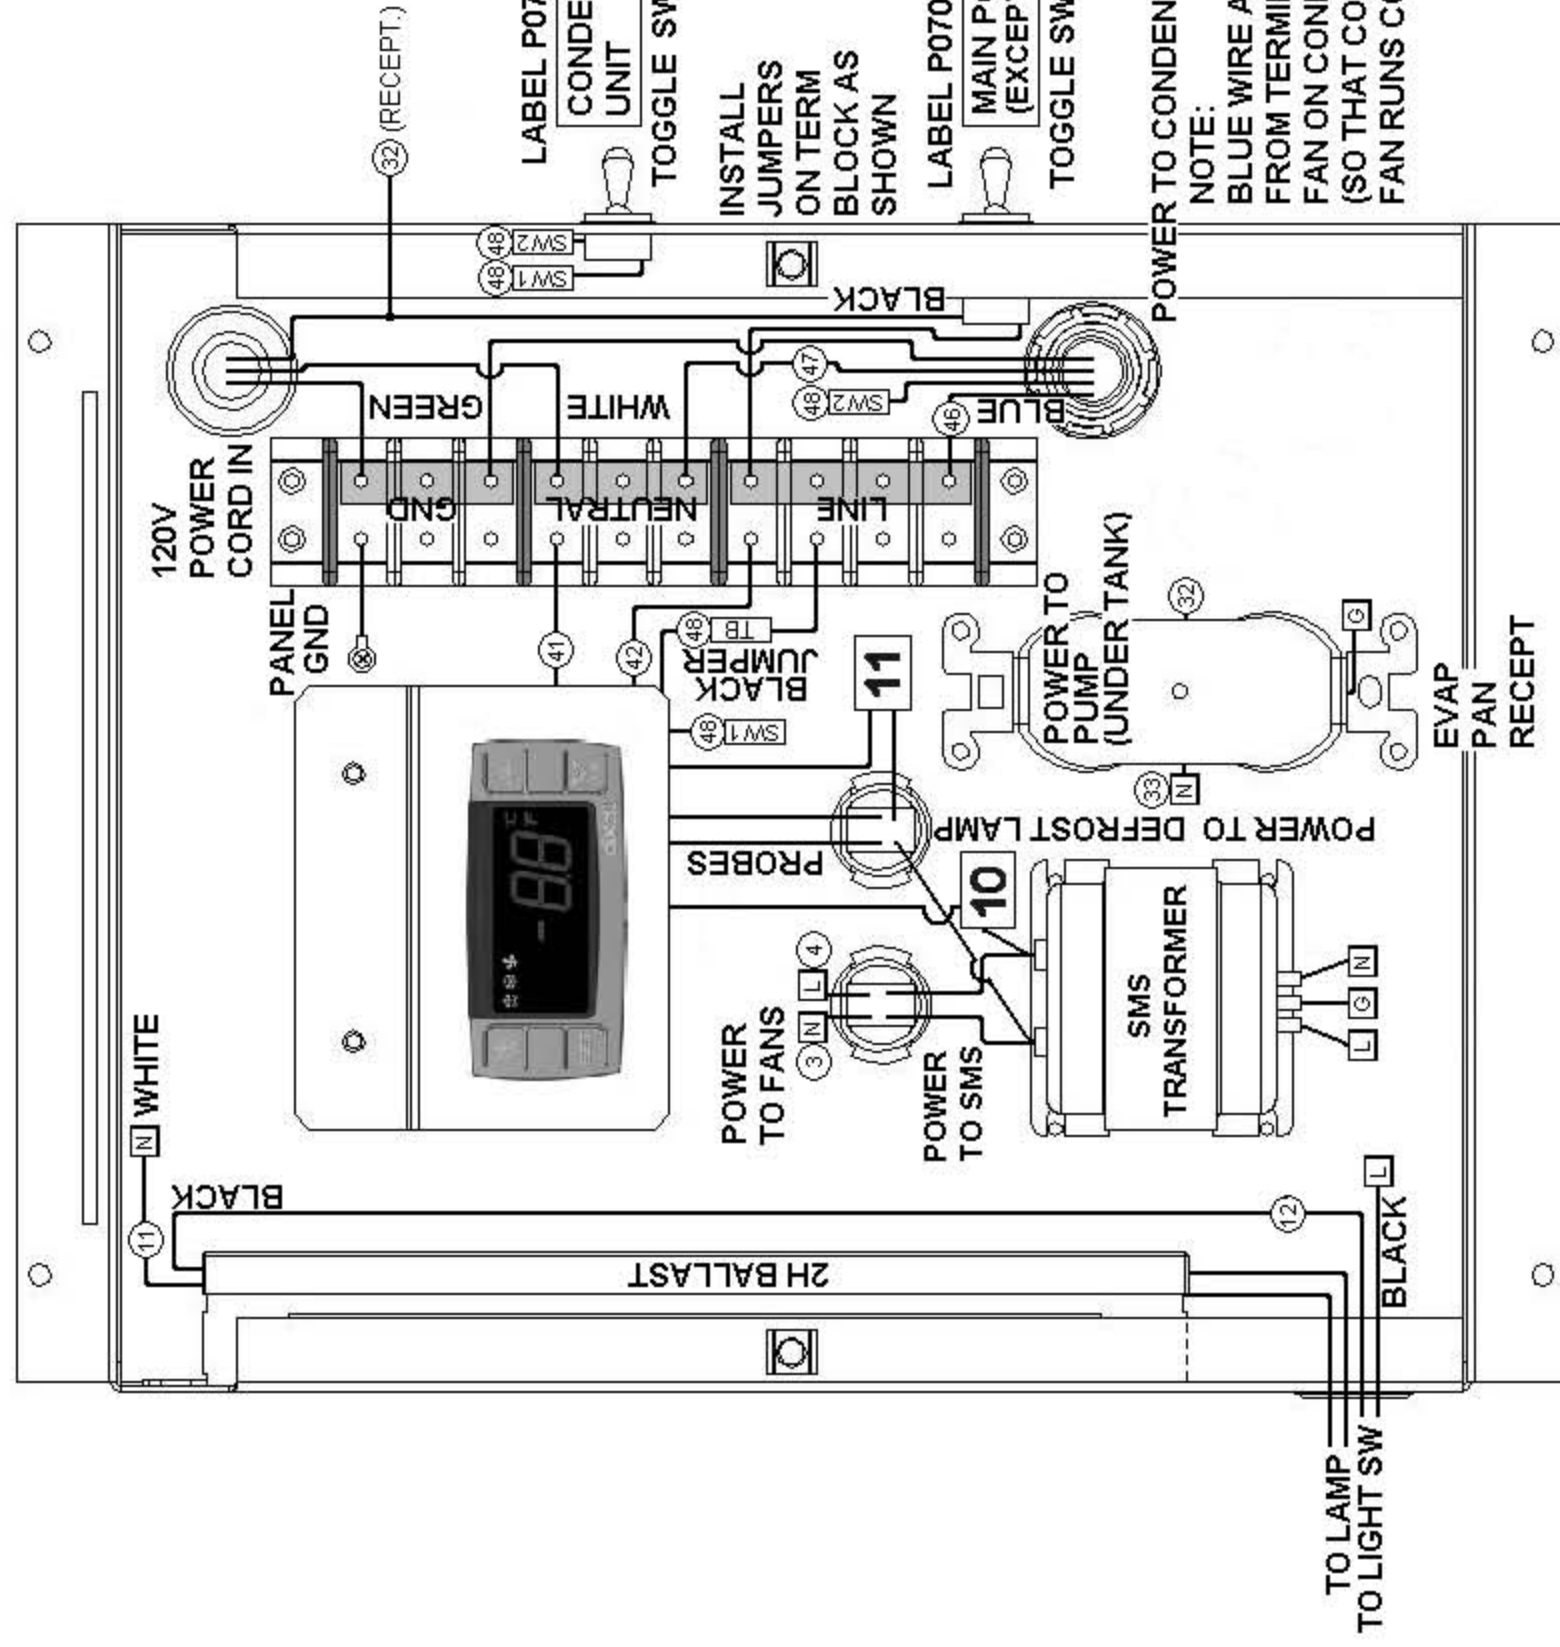 32 (RECEPT.)
LABEL P07
CONDE
UNIT
TOGGLE SW
INSTALL
JUMPERS
ON TERM
BLOCK AS
SHOWN
LABEL P070
MAIN P
(EXCEP
TOGGLE SW
POWER TO CONDEN
NOTE:
BLUE WIRE A
FROM TERMI
FAN ON CON
(SO THAT CO
FAN RUNS C
48 SW2
48 SW1
BLACK
47
48 SW2
46
BLUE
GREEN
WHITE
120V
POWER
CORD IN
GND
NEUTRAL
LINE
PANEL
GND
41
42
48 TB
BLACK
JUMPER
48 SW1
11
PROBES
-88
°C
°F
10
POWER TO
PUMP
(UNDER TANK)
32
G
33
N
EVAP
PAN
RECEPT
POWER TO DEFROST LAMP
4
L
N
3
POWER
TO FANS
POWER
TO SMS
SMS
TRANSFORMER
N
G
L
N WHITE
11
BLACK
12
L
BLACK
2H BALLAST
TO LAMP
TO LIGHT SW